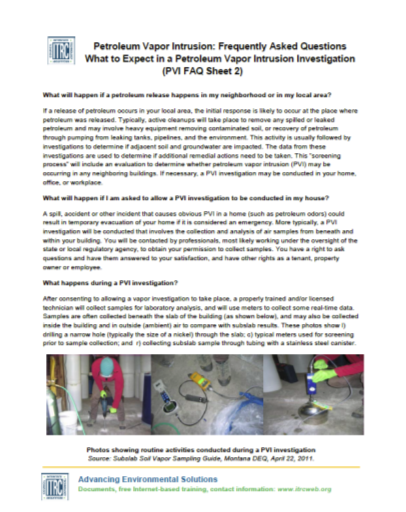 ITRC
Petroleum Vapor Intrusion: Frequently Asked Questions
What to Expect in a Petroleum Vapor Intrusion Investigation
(PVI FAQ Sheet 2)
What will happen if a petroleum release happens in my neighborhood or in my local area?
If a release of petroleum occurs in your local area, the initial response is likely to occur at the place where
petroleum was released. Typically, active cleanups will take place to remove any spilled or leaked
petroleum and may involve heavy equipment removing contaminated soil, or recovery of petroleum
through pumping from leaking tanks, pipelines, and the environment. This activity is usually followed by
investigations to determine if adjacent soil and groundwater are impacted. The data from these
investigations are used to determine if additional remedial actions need to be taken. This "screening
process" will include an evaluation to determine whether petroleum vapor intrusion (PVI) may be
occurring in any neighboring buildings. If necessary, a PVI investigation may be conducted in your home,
office, or workplace.
What will happen if I am asked to allow a PVI investigation to be conducted in my house?
A spill, accident or other incident that causes obvious PVI in a home (such as petroleum odors) could
result in temporary evacuation of your home if it is considered an emergency. More typically, a PVI
investigation will be conducted that involves the collection and analysis of air samples from beneath and
within your building. You will be contacted by professionals, most likely working under the oversight of the
state or local regulatory agency, to obtain your permission to collect samples. You have a right to ask
questions and have them answered to your satisfaction, and have other rights as a tenant, property
owner or employee.
What happens during a PVI investigation?
After consenting to allowing a vapor investigation to take place, a properly trained and/or licensed
technician will collect samples for laboratory analysis, and will use meters to collect some real-time data.
Samples are often collected beneath the slab of the building (as shown below), and may also be collected
inside the building and in outside (ambient) air to compare with subslab results. These photos show l)
drilling a narrow hole (typically the size of a nickel) through the slab; c) typical meters used for screening
prior to sample collection; and r) collecting subslab sample through tubing with a stainless steel canister.
Photos showing routine activities conducted during a PVI investigation
Source: Subslab Soil Vapor Sampling Guide, Montana DEQ, April 22, 2011.
ITRC
Advancing Environmental Solutions
Documents, free Internet-based training, contact information: www.itrcweb.org